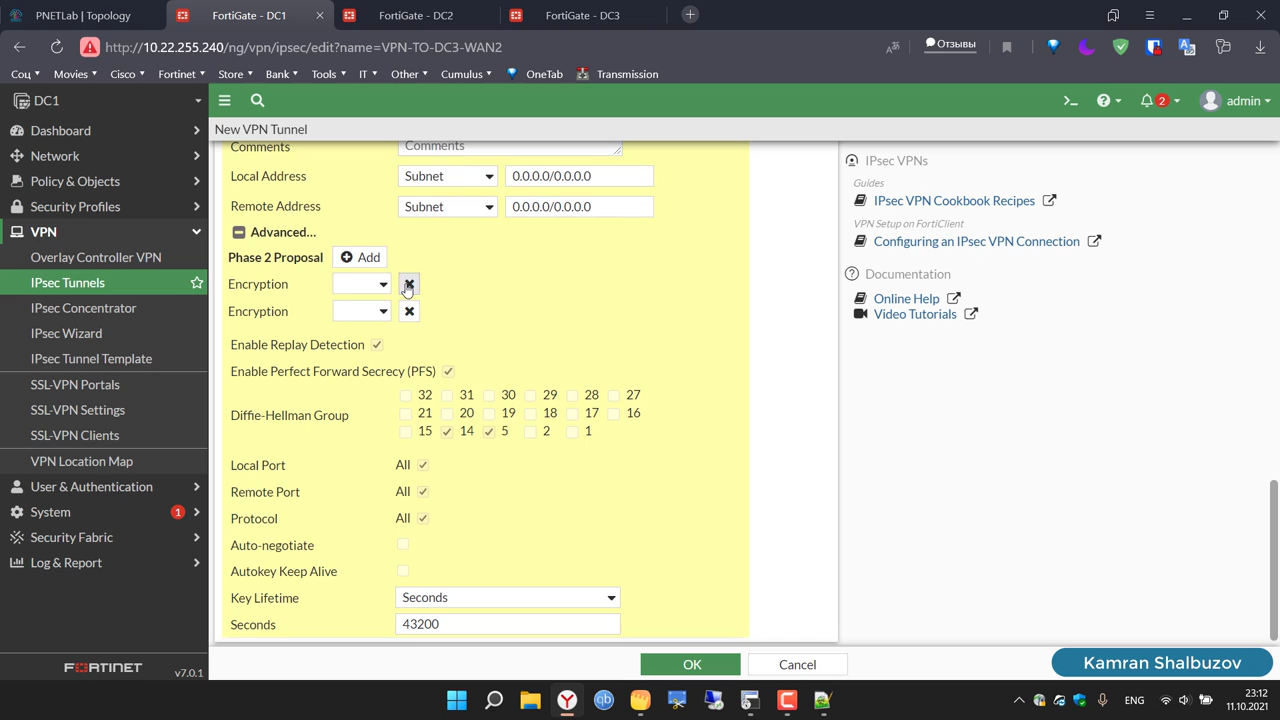 PNETLab | Topology
FortiGate - DC1
FortiGate - DC2
FortiGate - DC3
http://10.22.255.240/ng/vpn/ipsec/edit?name=VPN-TO-DC3-WAN2
Отзывы
Соц
Movies
Cisco
Fortinet
Store
Bank
Tools
IT
Other
Cumulus
OneTab
Transmission
DC1
2
admin
Dashboard
Network
Policy & Objects
Security Profiles
VPN
Overlay Controller VPN
IPsec Tunnels
IPsec Concentrator
IPsec Wizard
IPsec Tunnel Template
SSL-VPN Portals
SSL-VPN Settings
SSL-VPN Clients
VPN Location Map
User & Authentication
System
1
Security Fabric
Log & Report
FORTINET
v7.0.1
New VPN Tunnel
Comments
Comments
Local Address
Subnet
0.0.0.0/0.0.0.0
Remote Address
Subnet
0.0.0.0/0.0.0.0
Advanced...
Phase 2 Proposal
Add
Encryption
Encryption
Enable Replay Detection
Enable Perfect Forward Secrecy (PFS)
Diffie-Hellman Group
32 31 30 29 28 27
21 20 19 18 17 16
15 14 5 2 1
Local Port
All
Remote Port
All
Protocol
All
Auto-negotiate
Autokey Keep Alive
Key Lifetime
Seconds
Seconds
43200
OK
Cancel
IPsec VPNs
Guides
IPsec VPN Cookbook Recipes
VPN Setup on FortiClient
Configuring an IPsec VPN Connection
Documentation
Online Help
Video Tutorials
Kamran Shalbuzov
qb
ENG
23:12
11.10.2021